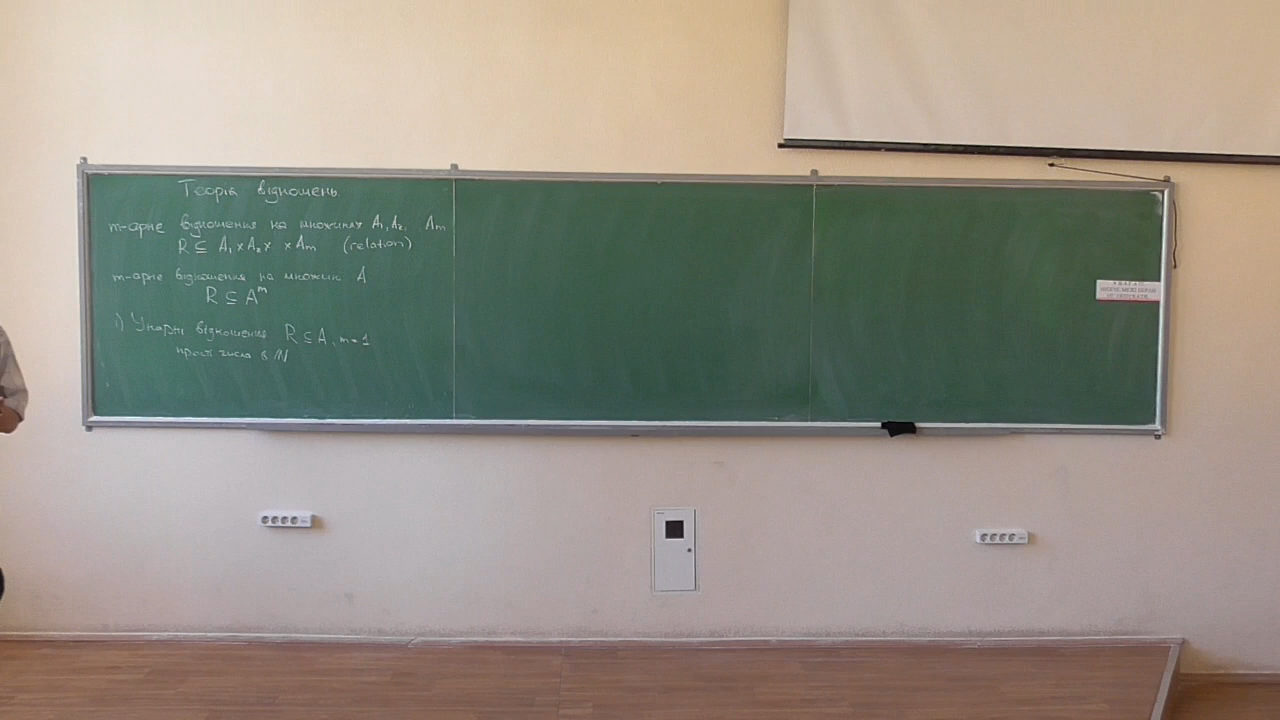 Теорія відношень
m-арне відношення на множинах A₁, A₂, Aₘ
R ⊆ A₁ × A₂ × × Aₘ (relation)
m-арне відношення на множині A
R ⊆ Aᵐ
1) Унарні відношення R ⊆ A, m=1
прості числа в ℕ
У В А Г А !!!